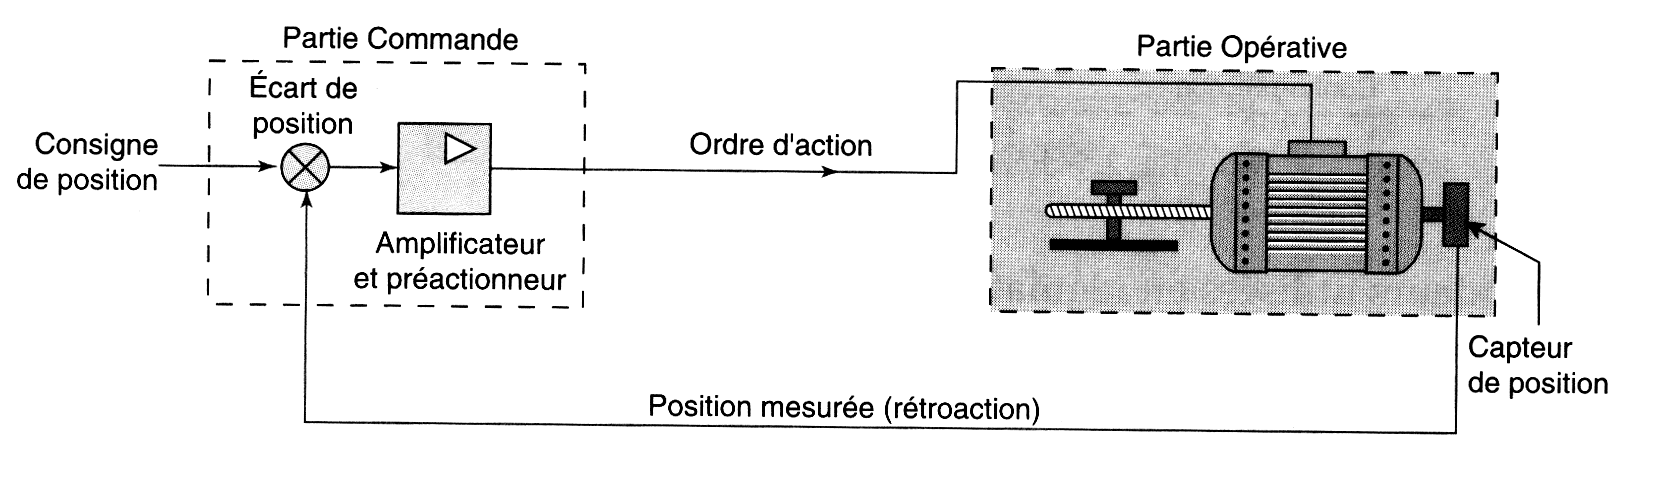 Partie Commande
Partie Opérative
Écart de
position
Consigne
de position
Ordre d'action
Amplificateur
et préactionneur
Capteur
de position
Position mesurée (rétroaction)